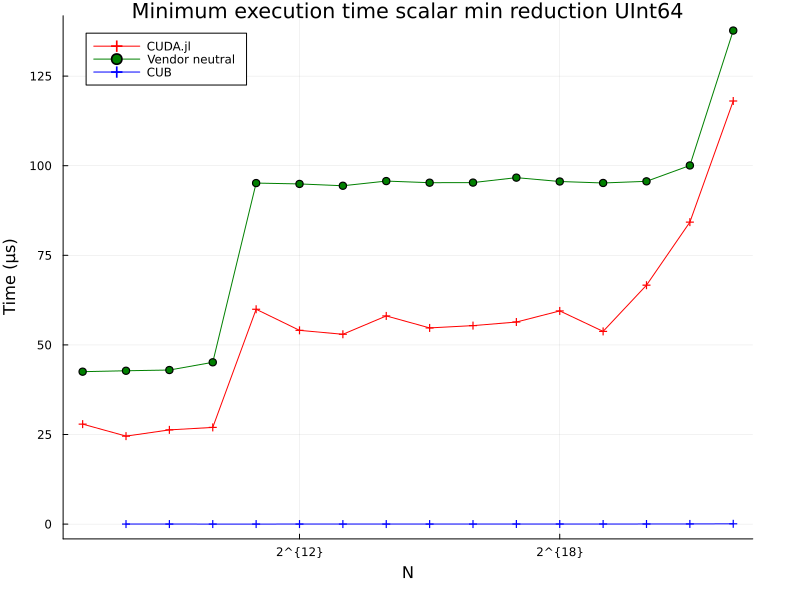 Minimum execution time scalar min reduction UInt64
CUDA.jl
Vendor neutral
CUB
Time (μs)
125
100
75
50
25
0
2^{12}
2^{18}
N